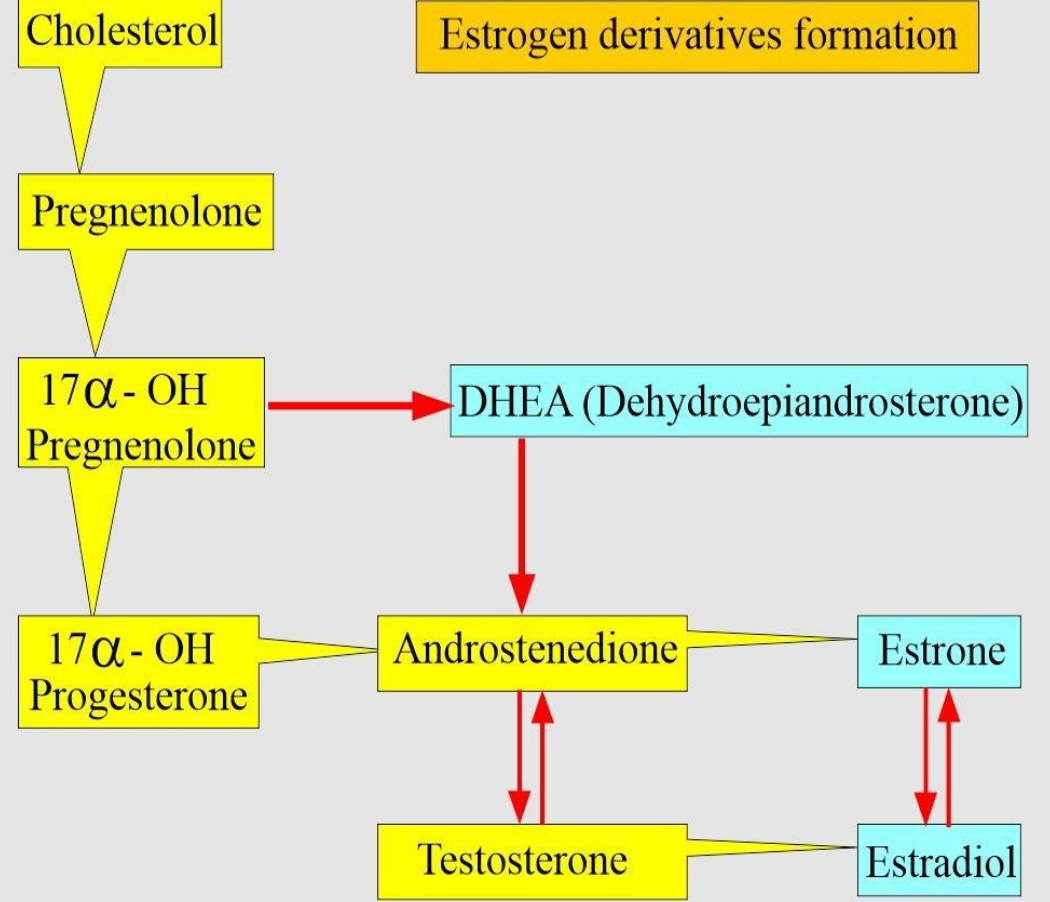 Cholesterol
Estrogen derivatives formation
Pregnenolone
17α - OH
Pregnenolone
DHEA (Dehydroepiandrosterone)
17α - OH
Progesterone
Androstenedione
Estrone
Testosterone
Estradiol